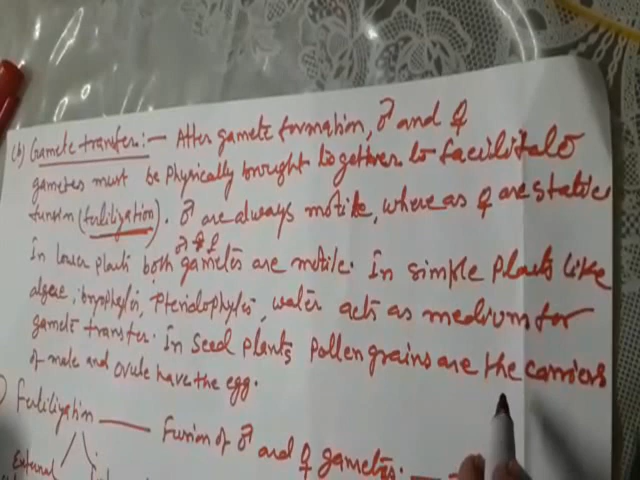 (b) Gamete transfer:— After gamete formation, ♂ and ♀
gametes must be physically brought together to facilitate
fusion (fertilization). ♂ are always motile, where as ♀ are static
♂ & ♀
In lower plants both gametes are motile. In simple plants like
algae, bryophytes, pteridophytes, water acts as medium for
gamete transfer. In seed plants, pollen grains are the carriers
of male and ovule have the egg.
) Fertilization —— Fusion of ♂ and ♀ gametes.
External